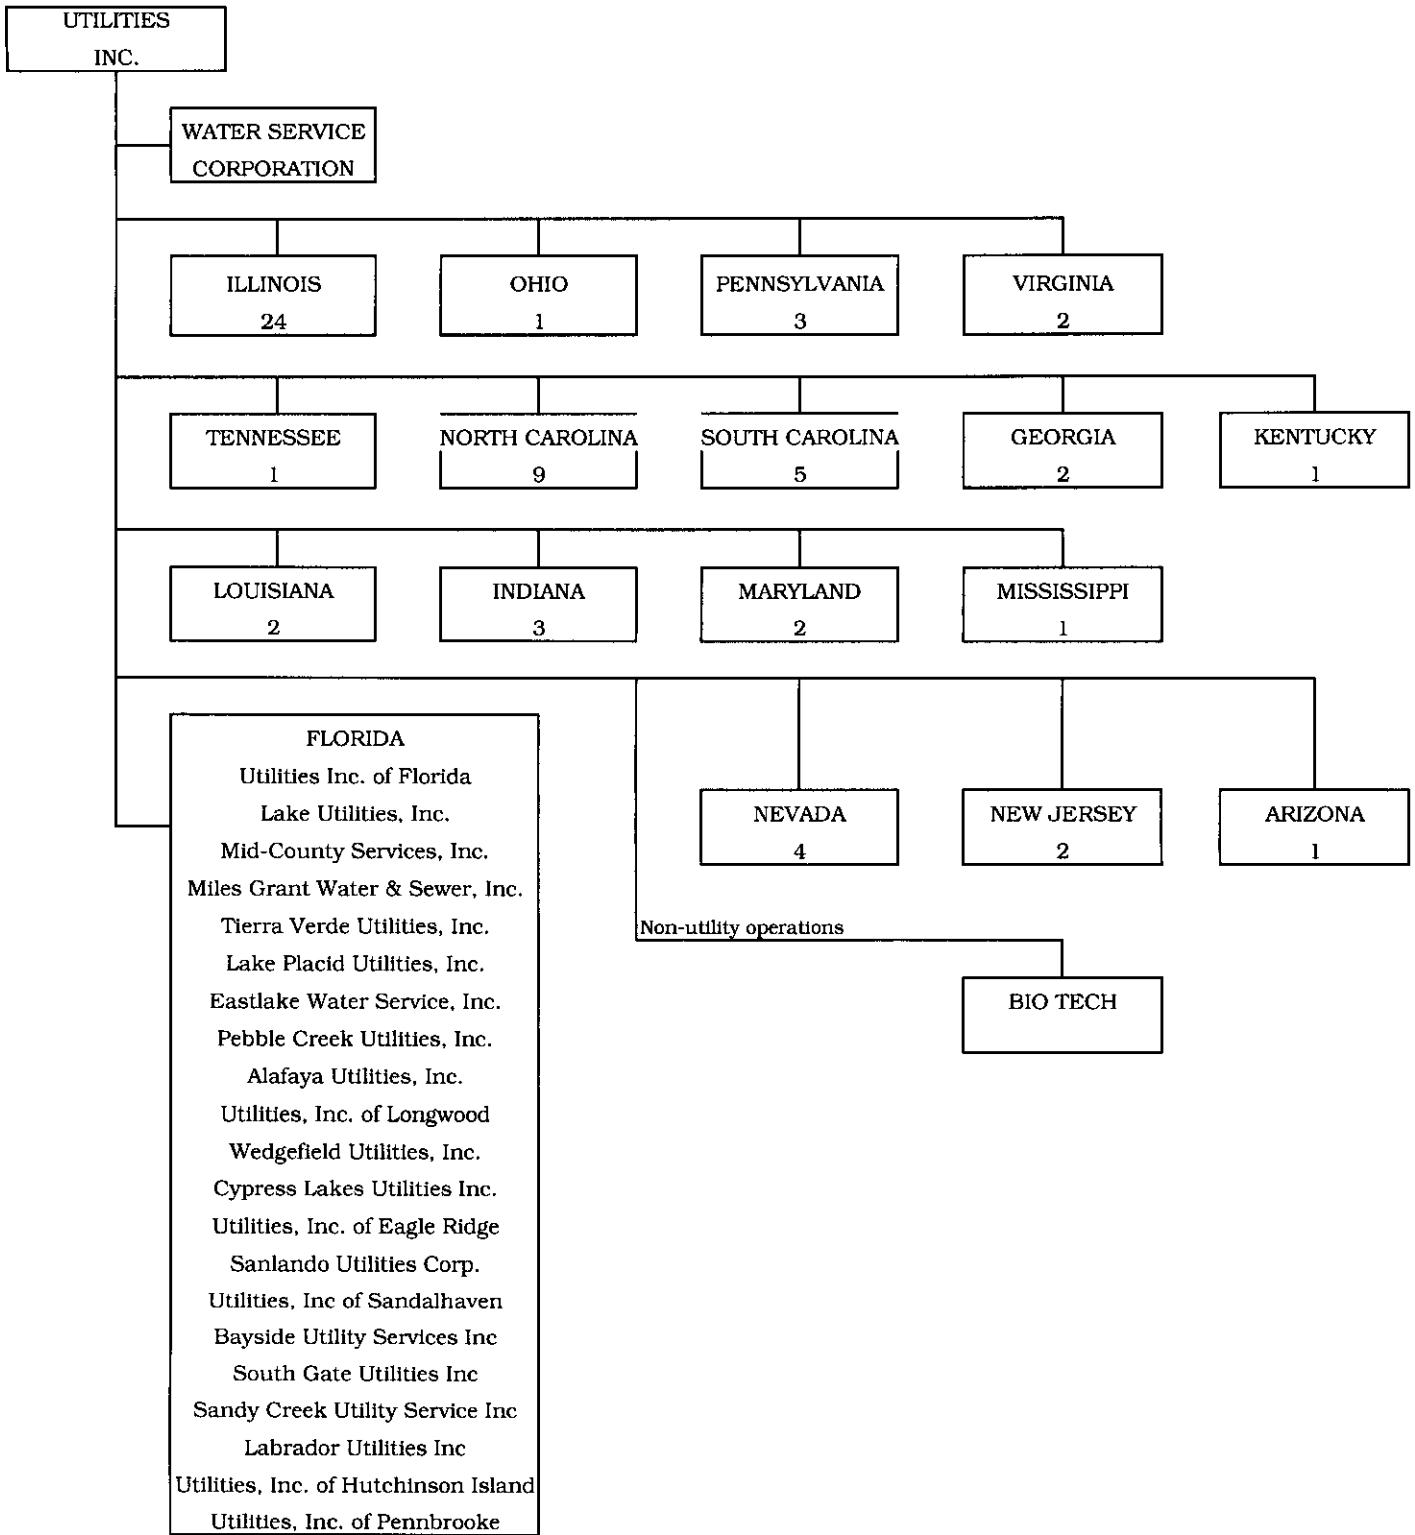 UTILITIES
INC.
WATER SERVICE
CORPORATION
ILLINOIS
24
OHIO
1
PENNSYLVANIA
3
VIRGINIA
2
TENNESSEE
1
NORTH CAROLINA
9
SOUTH CAROLINA
5
GEORGIA
2
KENTUCKY
1
LOUISIANA
2
INDIANA
3
MARYLAND
2
MISSISSIPPI
1
FLORIDA
Utilities Inc. of Florida
Lake Utilities, Inc.
Mid-County Services, Inc.
Miles Grant Water & Sewer, Inc.
Tierra Verde Utilities, Inc.
Lake Placid Utilities, Inc.
Eastlake Water Service, Inc.
Pebble Creek Utilities, Inc.
Alafaya Utilities, Inc.
Utilities, Inc. of Longwood
Wedgefield Utilities, Inc.
Cypress Lakes Utilities Inc.
Utilities, Inc. of Eagle Ridge
Sanlando Utilities Corp.
Utilities, Inc of Sandalhaven
Bayside Utility Services Inc
South Gate Utilities Inc
Sandy Creek Utility Service Inc
Labrador Utilities Inc
Utilities, Inc. of Hutchinson Island
Utilities, Inc. of Pennbrooke
NEVADA
4
NEW JERSEY
2
ARIZONA
1
Non-utility operations
BIO TECH